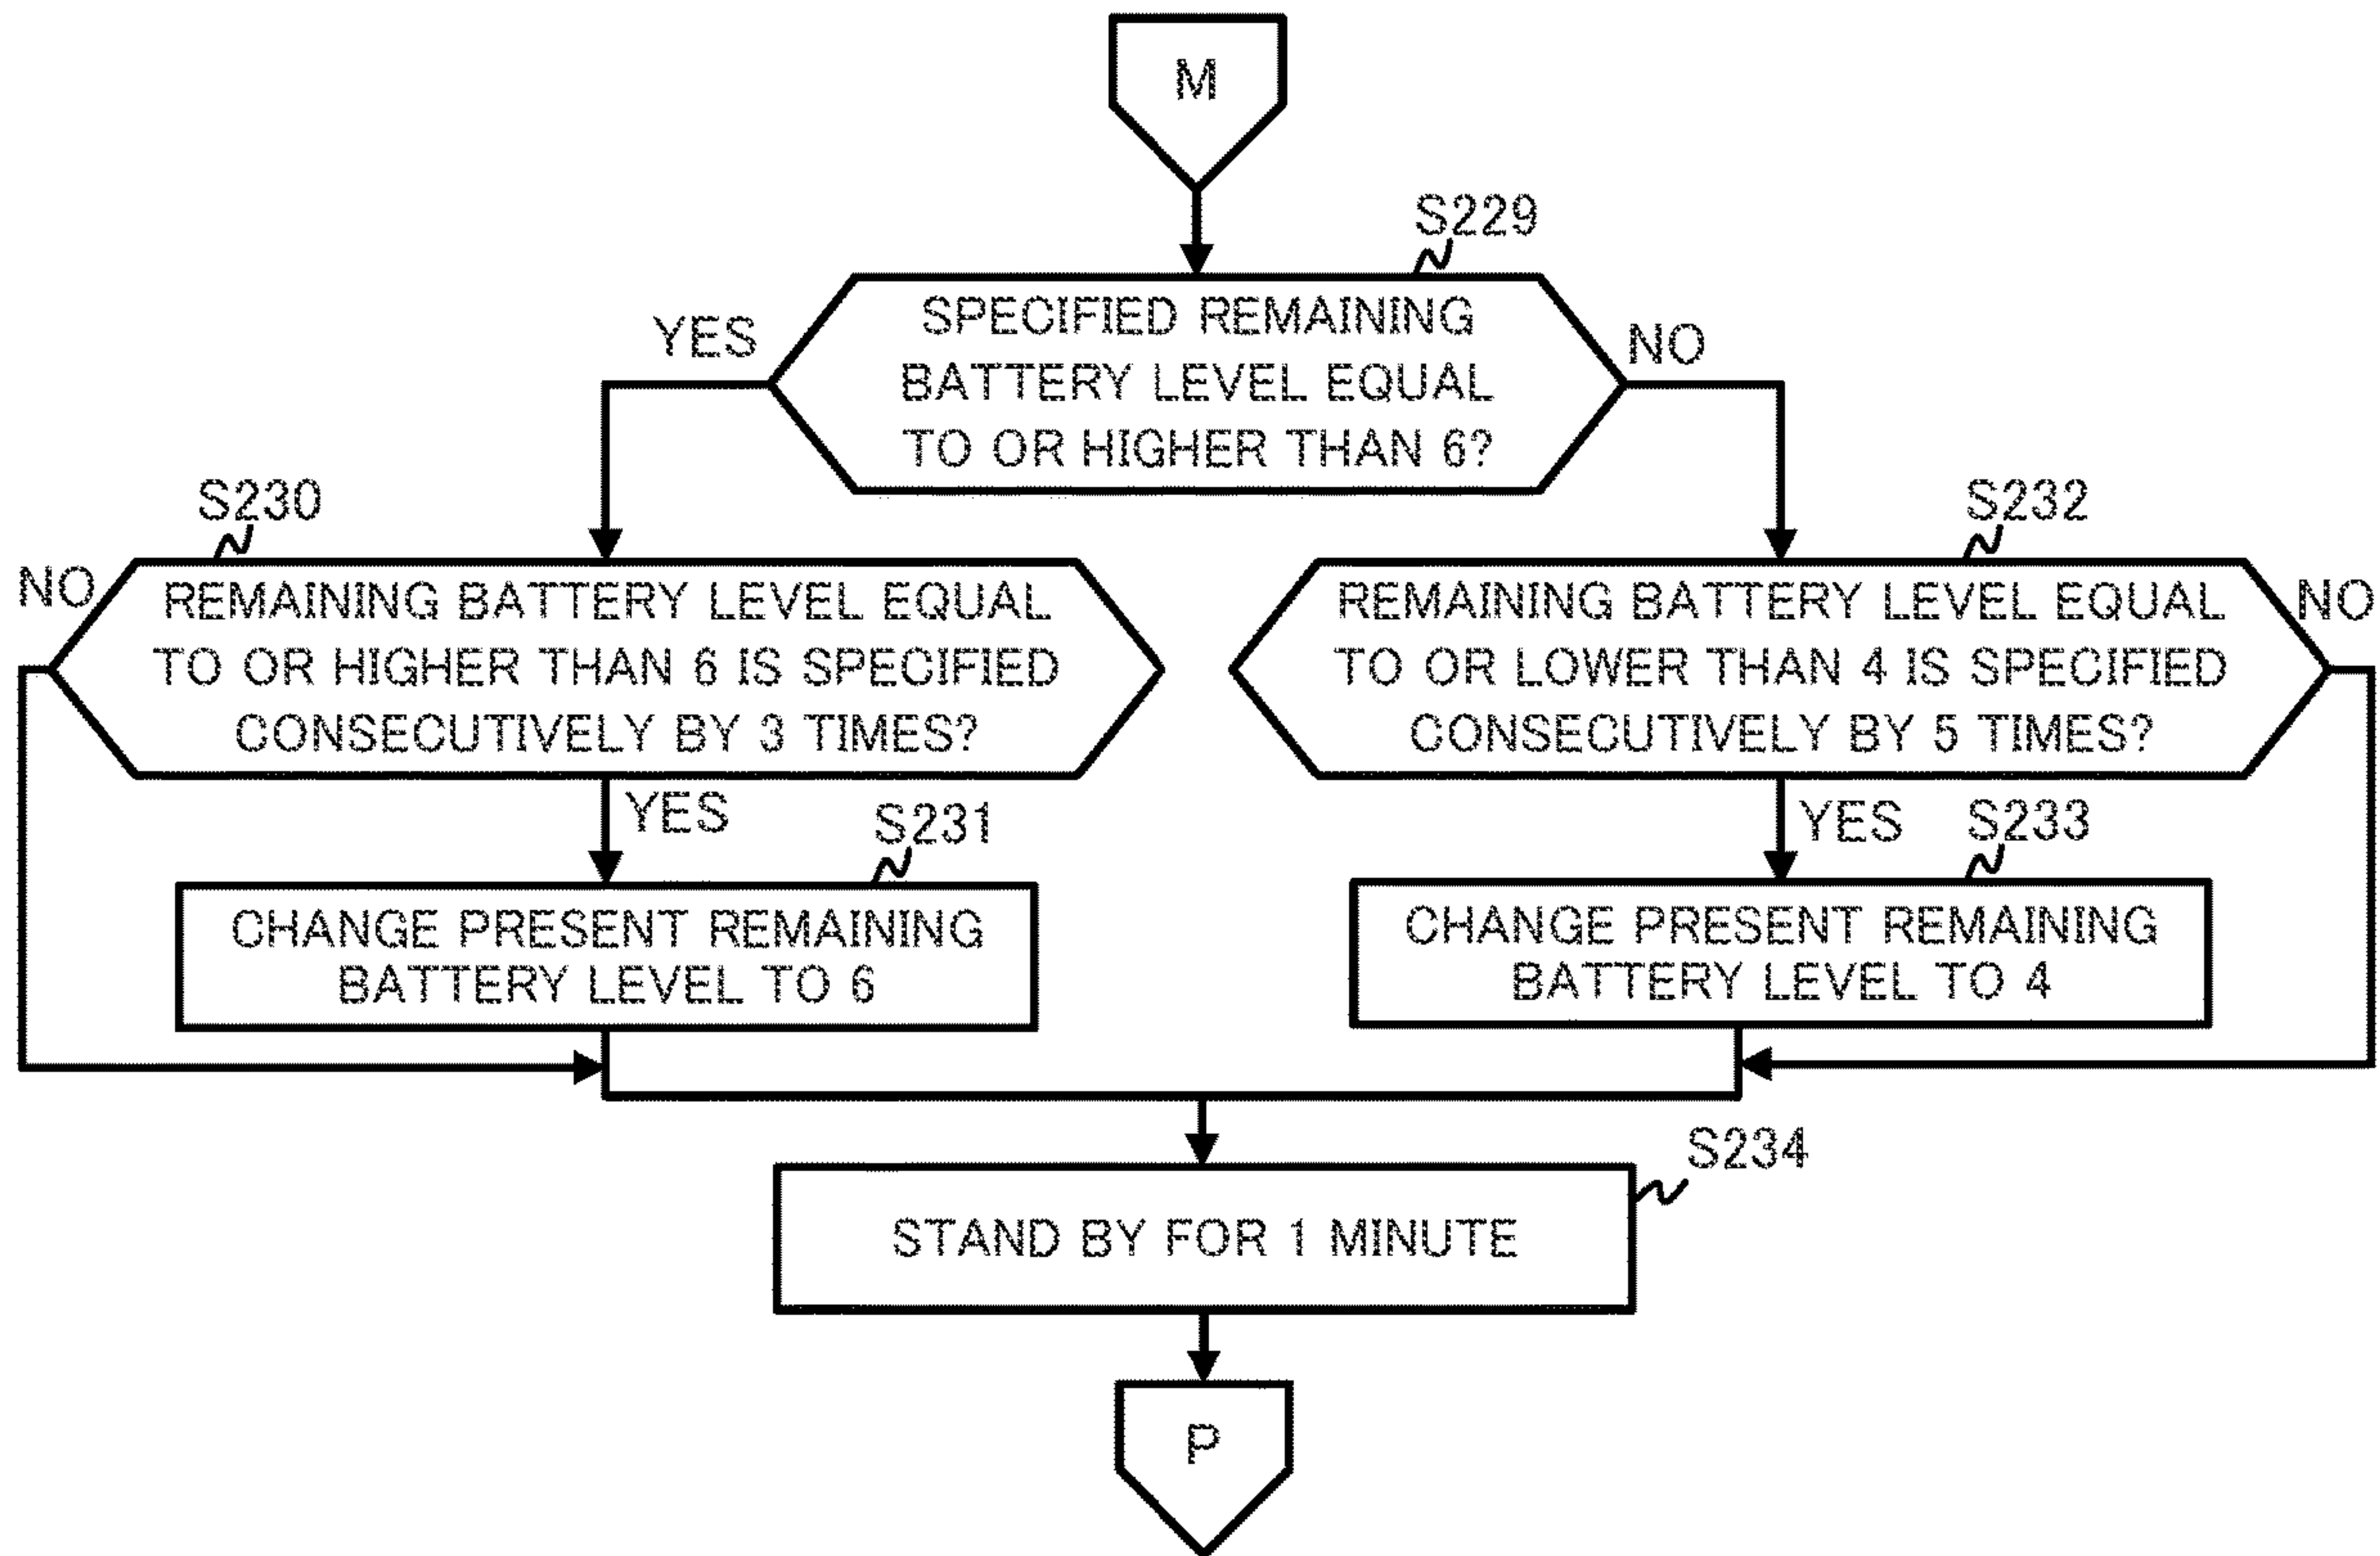 M
S229
SPECIFIED REMAINING
BATTERY LEVEL EQUAL
TO OR HIGHER THAN 6?
YES
NO
S230
REMAINING BATTERY LEVEL EQUAL
TO OR HIGHER THAN 6 IS SPECIFIED
CONSECUTIVELY BY 3 TIMES?
NO
YES
S232
REMAINING BATTERY LEVEL EQUAL
TO OR LOWER THAN 4 IS SPECIFIED
CONSECUTIVELY BY 5 TIMES?
NO
YES
S231
CHANGE PRESENT REMAINING
BATTERY LEVEL TO 6
S233
CHANGE PRESENT REMAINING
BATTERY LEVEL TO 4
S234
STAND BY FOR 1 MINUTE
P